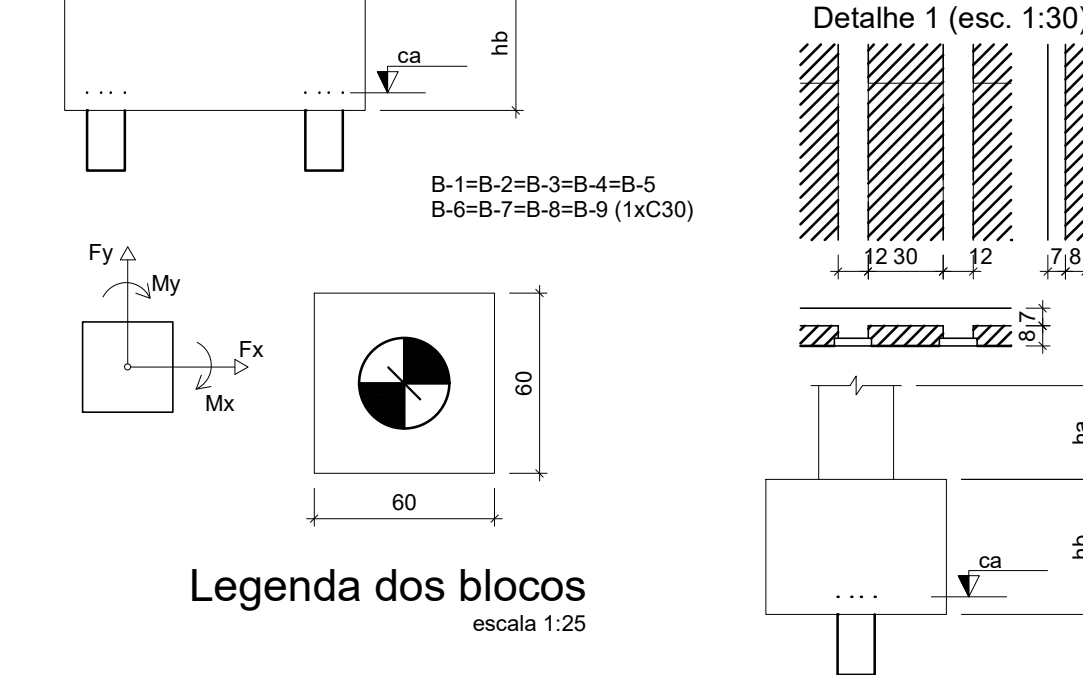 Detalhe 1 (esc. 1:30)
hb
ca
B-1=B-2=B-3=B-4=B-5
B-6=B-7=B-8=B-9 (1xC30)
12 30
12
7 8
Fy
My
Fx
Mx
8 7
60
60
ha
hb
ca
Legenda dos blocos
escala 1:25